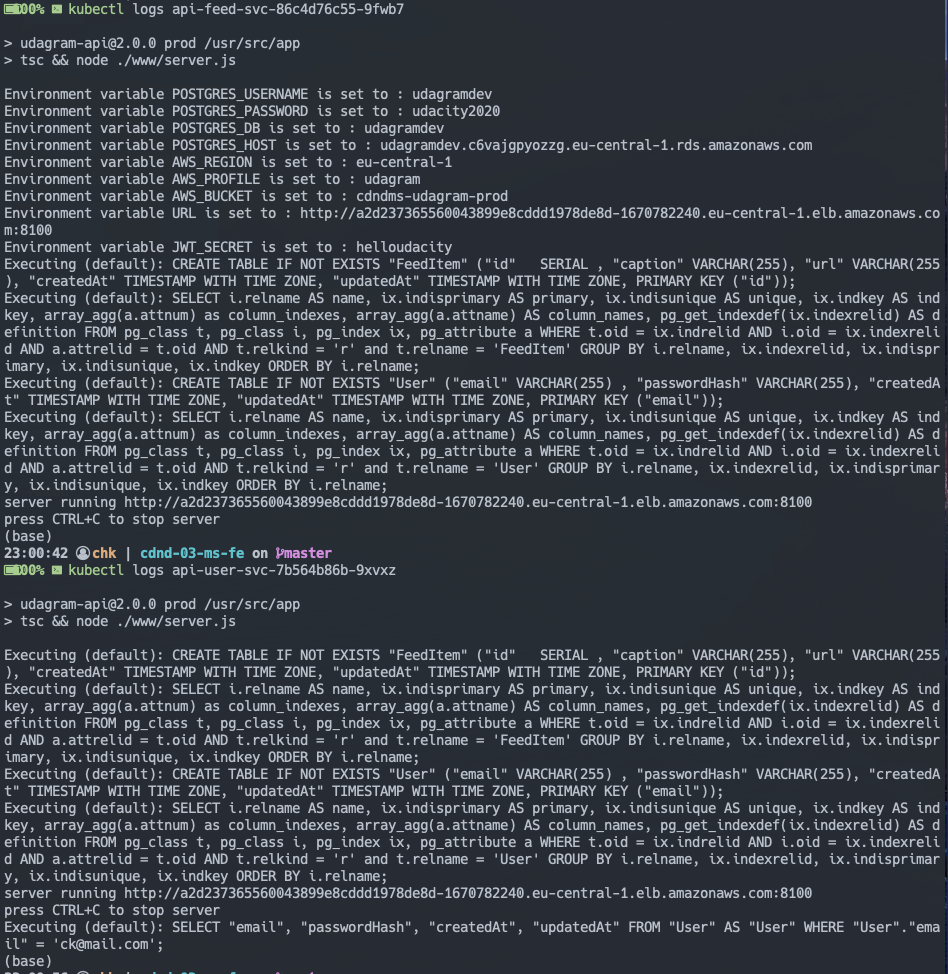 100% kubectl logs api-feed-svc-86c4d76c55-9fwb7
> udagram-api@2.0.0 prod /usr/src/app
> tsc && node ./www/server.js
Environment variable POSTGRES_USERNAME is set to : udagramdev
Environment variable POSTGRES_PASSWORD is set to : udacity2020
Environment variable POSTGRES_DB is set to : udagramdev
Environment variable POSTGRES_HOST is set to : udagramdev.c6vajgpyozzg.eu-central-1.rds.amazonaws.com
Environment variable AWS_REGION is set to : eu-central-1
Environment variable AWS_PROFILE is set to : udagram
Environment variable AWS_BUCKET is set to : cdndms-udagram-prod
Environment variable URL is set to : http://a2d237365560043899e8cddd1978de8d-1670782240.eu-central-1.elb.amazonaws.co
m:8100
Environment variable JWT_SECRET is set to : helloudacity
Executing (default): CREATE TABLE IF NOT EXISTS "FeedItem" ("id"   SERIAL , "caption" VARCHAR(255), "url" VARCHAR(255
), "createdAt" TIMESTAMP WITH TIME ZONE, "updatedAt" TIMESTAMP WITH TIME ZONE, PRIMARY KEY ("id"));
Executing (default): SELECT i.relname AS name, ix.indisprimary AS primary, ix.indisunique AS unique, ix.indkey AS ind
key, array_agg(a.attnum) as column_indexes, array_agg(a.attname) AS column_names, pg_get_indexdef(ix.indexrelid) AS d
efinition FROM pg_class t, pg_class i, pg_index ix, pg_attribute a WHERE t.oid = ix.indrelid AND i.oid = ix.indexreli
d AND a.attrelid = t.oid AND t.relkind = 'r' and t.relname = 'FeedItem' GROUP BY i.relname, ix.indexrelid, ix.indispr
imary, ix.indisunique, ix.indkey ORDER BY i.relname;
Executing (default): CREATE TABLE IF NOT EXISTS "User" ("email" VARCHAR(255) , "passwordHash" VARCHAR(255), "createdA
t" TIMESTAMP WITH TIME ZONE, "updatedAt" TIMESTAMP WITH TIME ZONE, PRIMARY KEY ("email"));
Executing (default): SELECT i.relname AS name, ix.indisprimary AS primary, ix.indisunique AS unique, ix.indkey AS ind
key, array_agg(a.attnum) as column_indexes, array_agg(a.attname) AS column_names, pg_get_indexdef(ix.indexrelid) AS d
efinition FROM pg_class t, pg_class i, pg_index ix, pg_attribute a WHERE t.oid = ix.indrelid AND i.oid = ix.indexreli
d AND a.attrelid = t.oid AND t.relkind = 'r' and t.relname = 'User' GROUP BY i.relname, ix.indexrelid, ix.indisprimar
y, ix.indisunique, ix.indkey ORDER BY i.relname;
server running http://a2d237365560043899e8cddd1978de8d-1670782240.eu-central-1.elb.amazonaws.com:8100
press CTRL+C to stop server
(base)
23:00:42 chk | cdnd-03-ms-fe on master
100% kubectl logs api-user-svc-7b564b86b-9xvxz
> udagram-api@2.0.0 prod /usr/src/app
> tsc && node ./www/server.js
Executing (default): CREATE TABLE IF NOT EXISTS "FeedItem" ("id"   SERIAL , "caption" VARCHAR(255), "url" VARCHAR(255
), "createdAt" TIMESTAMP WITH TIME ZONE, "updatedAt" TIMESTAMP WITH TIME ZONE, PRIMARY KEY ("id"));
Executing (default): SELECT i.relname AS name, ix.indisprimary AS primary, ix.indisunique AS unique, ix.indkey AS ind
key, array_agg(a.attnum) as column_indexes, array_agg(a.attname) AS column_names, pg_get_indexdef(ix.indexrelid) AS d
efinition FROM pg_class t, pg_class i, pg_index ix, pg_attribute a WHERE t.oid = ix.indrelid AND i.oid = ix.indexreli
d AND a.attrelid = t.oid AND t.relkind = 'r' and t.relname = 'FeedItem' GROUP BY i.relname, ix.indexrelid, ix.indispr
imary, ix.indisunique, ix.indkey ORDER BY i.relname;
Executing (default): CREATE TABLE IF NOT EXISTS "User" ("email" VARCHAR(255) , "passwordHash" VARCHAR(255), "createdA
t" TIMESTAMP WITH TIME ZONE, "updatedAt" TIMESTAMP WITH TIME ZONE, PRIMARY KEY ("email"));
Executing (default): SELECT i.relname AS name, ix.indisprimary AS primary, ix.indisunique AS unique, ix.indkey AS ind
key, array_agg(a.attnum) as column_indexes, array_agg(a.attname) AS column_names, pg_get_indexdef(ix.indexrelid) AS d
efinition FROM pg_class t, pg_class i, pg_index ix, pg_attribute a WHERE t.oid = ix.indrelid AND i.oid = ix.indexreli
d AND a.attrelid = t.oid AND t.relkind = 'r' and t.relname = 'User' GROUP BY i.relname, ix.indexrelid, ix.indisprimar
y, ix.indisunique, ix.indkey ORDER BY i.relname;
server running http://a2d237365560043899e8cddd1978de8d-1670782240.eu-central-1.elb.amazonaws.com:8100
press CTRL+C to stop server
Executing (default): SELECT "email", "passwordHash", "createdAt", "updatedAt" FROM "User" AS "User" WHERE "User"."ema
il" = 'ck@mail.com';
(base)